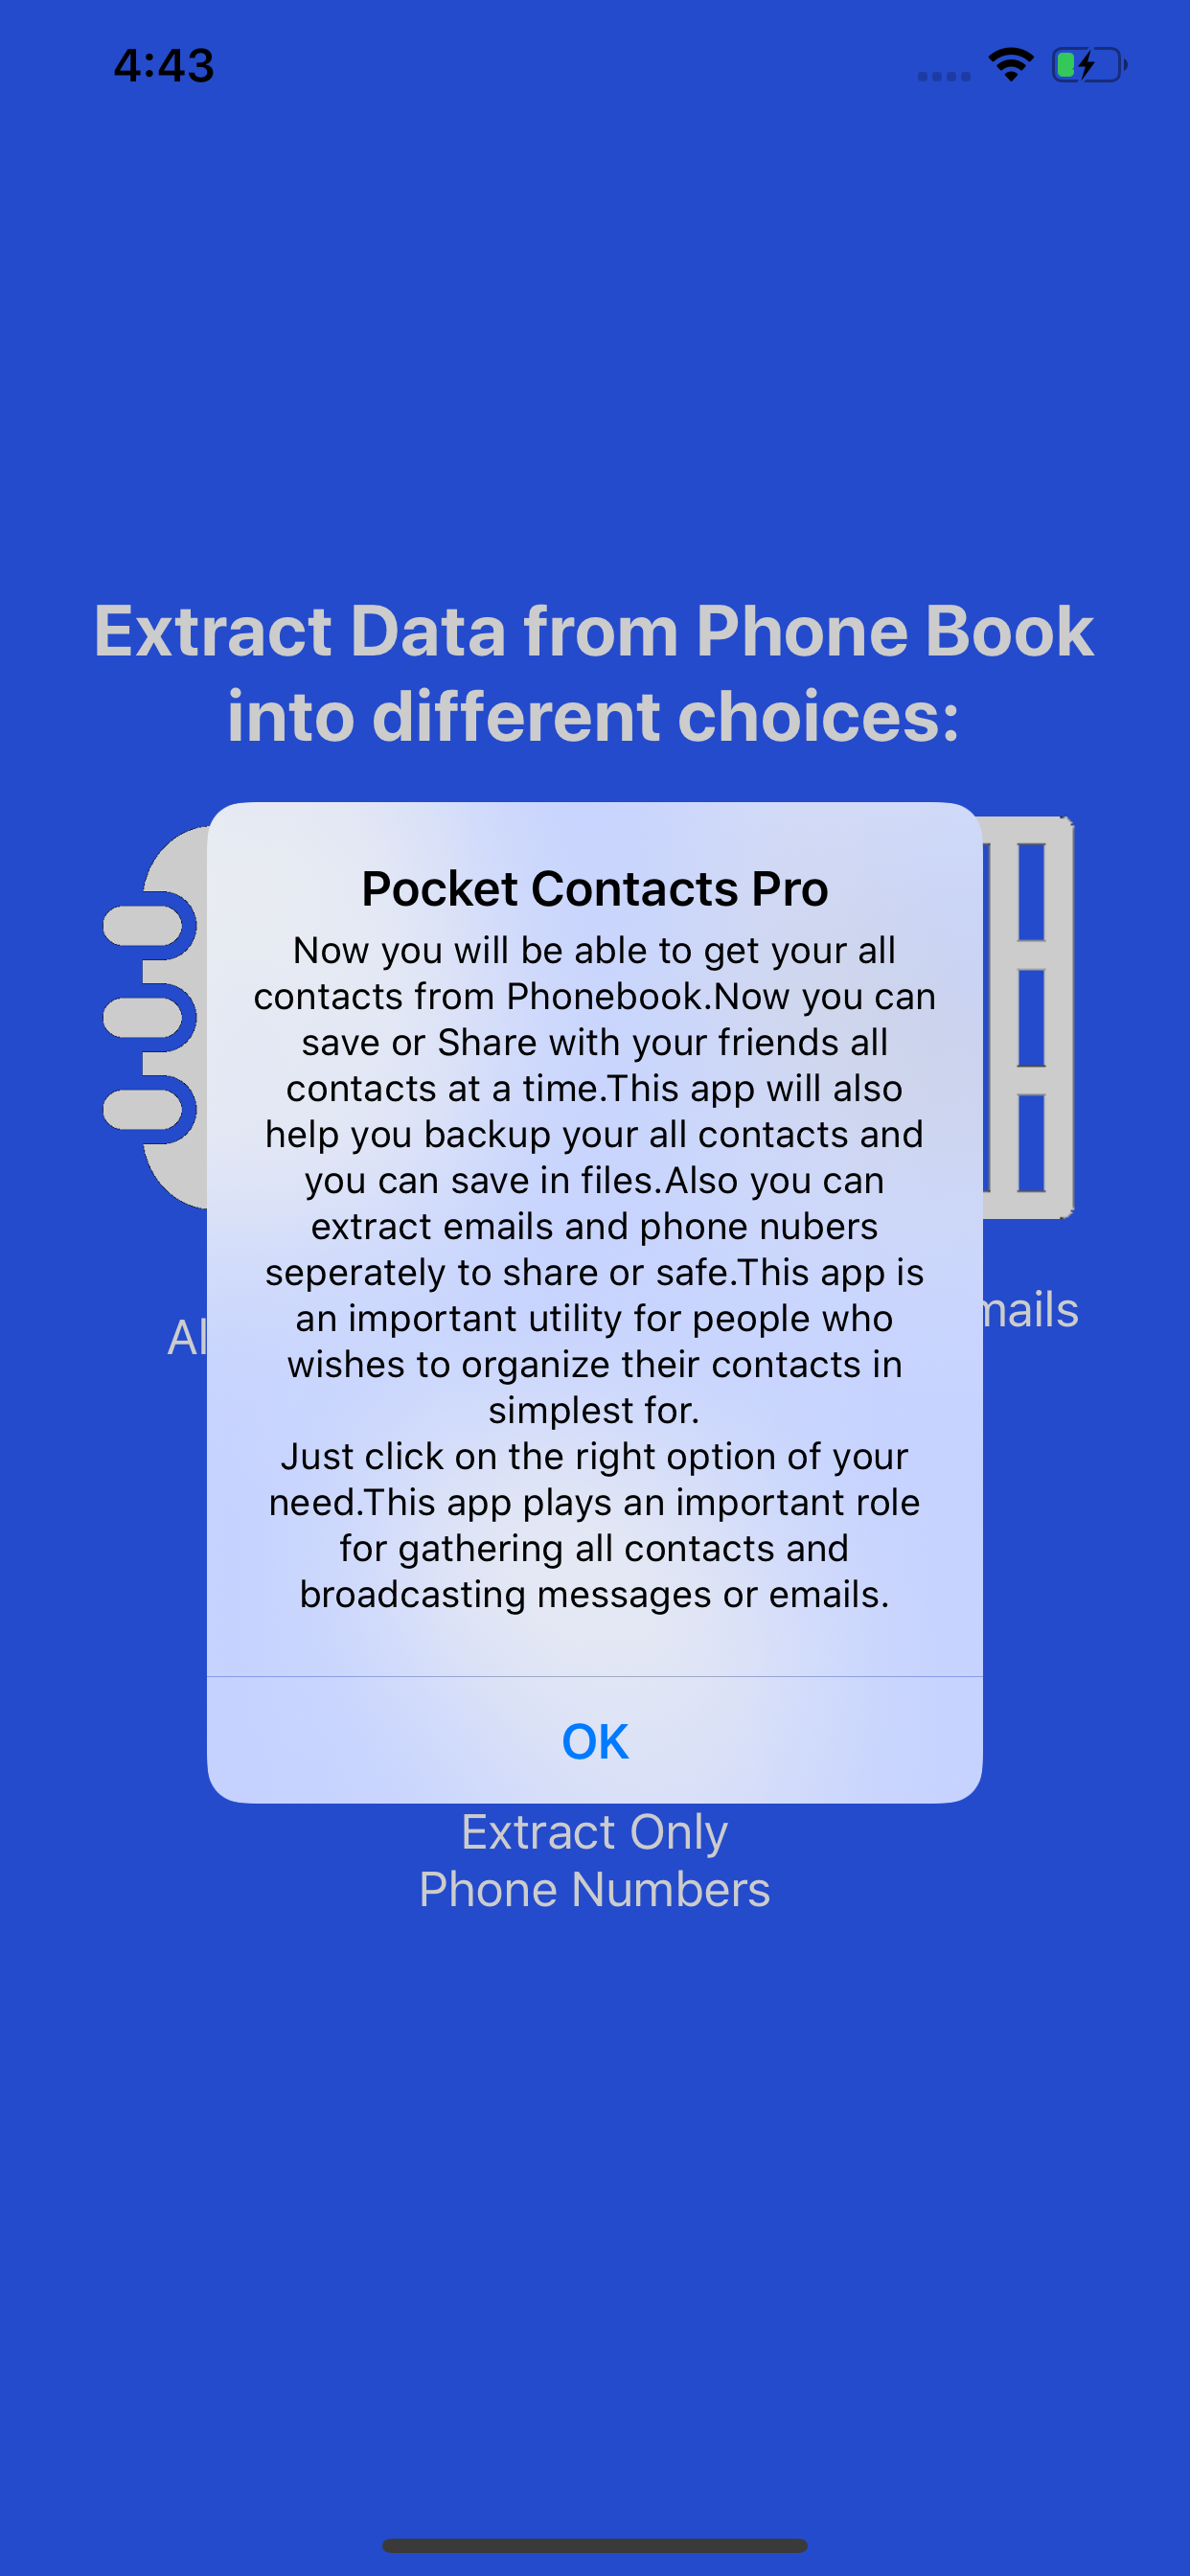 4:43
Extract Data from Phone Book
into different choices:
Pocket Contacts Pro
Now you will be able to get your all
contacts from Phonebook.Now you can
save or Share with your friends all
contacts at a time.This app will also
help you backup your all contacts and
you can save in files.Also you can
extract emails and phone nubers
seperately to share or safe.This app is
an important utility for people who
wishes to organize their contacts in
simplest for.
Just click on the right option of your
need.This app plays an important role
for gathering all contacts and
broadcasting messages or emails.
OK
Extract Only
Phone Numbers